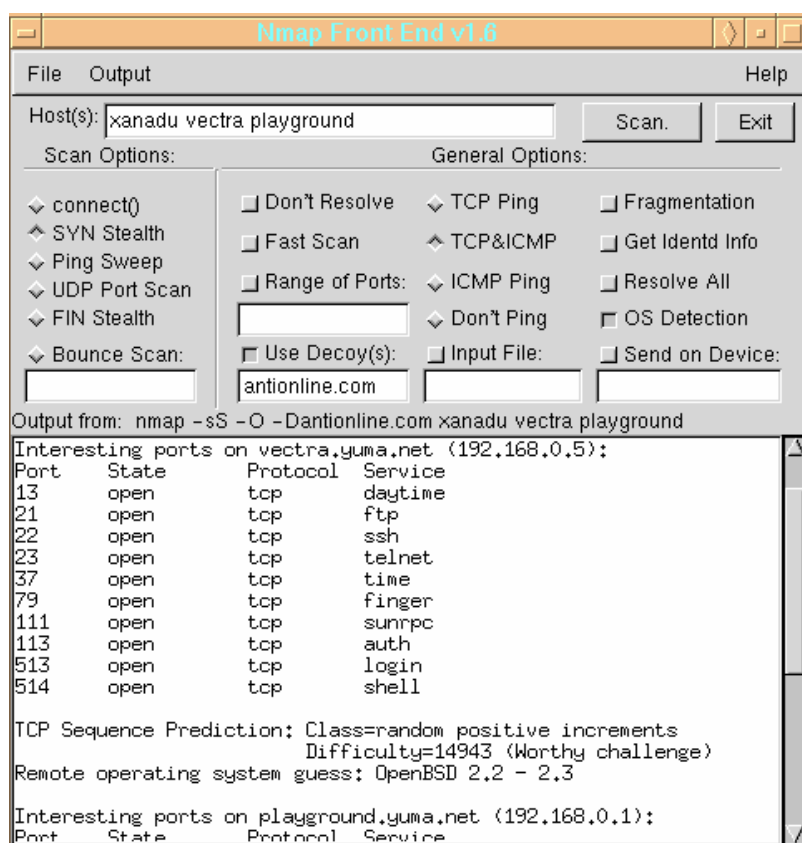 Nmap Front End v1.6
File Output Help
Host(s): xanadu vectra playground Scan. Exit
Scan Options: General Options:
connect() Don't Resolve TCP Ping Fragmentation
SYN Stealth Fast Scan TCP&ICMP Get Identd Info
Ping Sweep Range of Ports: ICMP Ping Resolve All
UDP Port Scan
FIN Stealth Don't Ping OS Detection
Bounce Scan: Use Decoy(s): Input File: Send on Device:
antionline.com
Output from: nmap -sS -O -Dantionline.com xanadu vectra playground
Interesting ports on vectra.yuma.net (192.168.0.5):
Port State Protocol Service
13 open tcp daytime
21 open tcp ftp
22 open tcp ssh
23 open tcp telnet
37 open tcp time
79 open tcp finger
111 open tcp sunrpc
113 open tcp auth
513 open tcp login
514 open tcp shell
TCP Sequence Prediction: Class=random positive increments
Difficulty=14943 (Worthy challenge)
Remote operating system guess: OpenBSD 2.2 - 2.3
Interesting ports on playground.yuma.net (192.168.0.1):
Port State Protocol Service